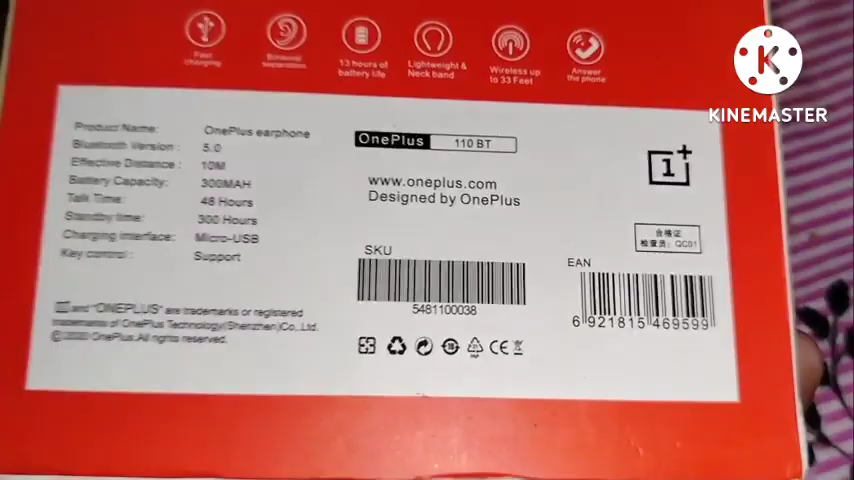 Fast
charging
Binaural
separations
13 hours of
battery life
Lightweight &
Neck band
Wireless up
to 33 Feet
Answer
the phone
KINEMASTER
Product Name: OnePlus earphone
Bluetooth Version : 5.0
Effective Distance : 10M
Battery Capacity: 300MAH
Talk Time: 48 Hours
Standby time: 300 Hours
Charging interface: Micro-USB
Key control : Support
and "ONEPLUS" are trademarks or registered
trademarks of OnePlus Technology(Shenzhen)Co,.Ltd.
©2020 OnePlus.All rights reserved.
OnePlus 110 BT
www.oneplus.com
Designed by OnePlus
SKU
5481100038
合格证
检查员: QC01
EAN
6 921815 469599